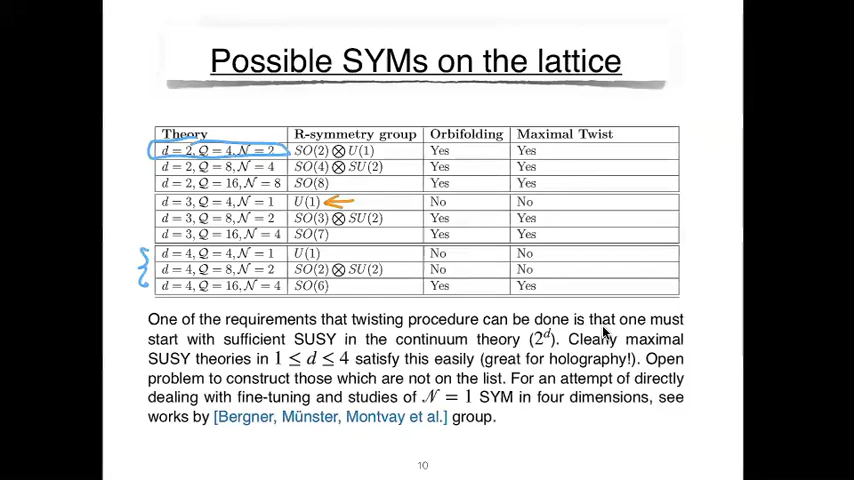 Possible SYMs on the lattice
Theory R-symmetry group Orbifolding Maximal Twist
d = 2, Q = 4, N = 2 SO(2) ⊗ U(1) Yes Yes
d = 2, Q = 8, N = 4 SO(4) ⊗ SU(2) Yes Yes
d = 2, Q = 16, N = 8 SO(8) Yes Yes
d = 3, Q = 4, N = 1 U(1) No No
d = 3, Q = 8, N = 2 SO(3) ⊗ SU(2) Yes Yes
d = 3, Q = 16, N = 4 SO(7) Yes Yes
d = 4, Q = 4, N = 1 U(1) No No
d = 4, Q = 8, N = 2 SO(2) ⊗ SU(2) No No
d = 4, Q = 16, N = 4 SO(6) Yes Yes
One of the requirements that twisting procedure can be done is that one must
start with sufficient SUSY in the continuum theory (2^d). Clearly maximal
SUSY theories in 1 ≤ d ≤ 4 satisfy this easily (great for holography!). Open
problem to construct those which are not on the list. For an attempt of directly
dealing with fine-tuning and studies of N = 1 SYM in four dimensions, see
works by [Bergner, Münster, Montvay et al.] group.
10